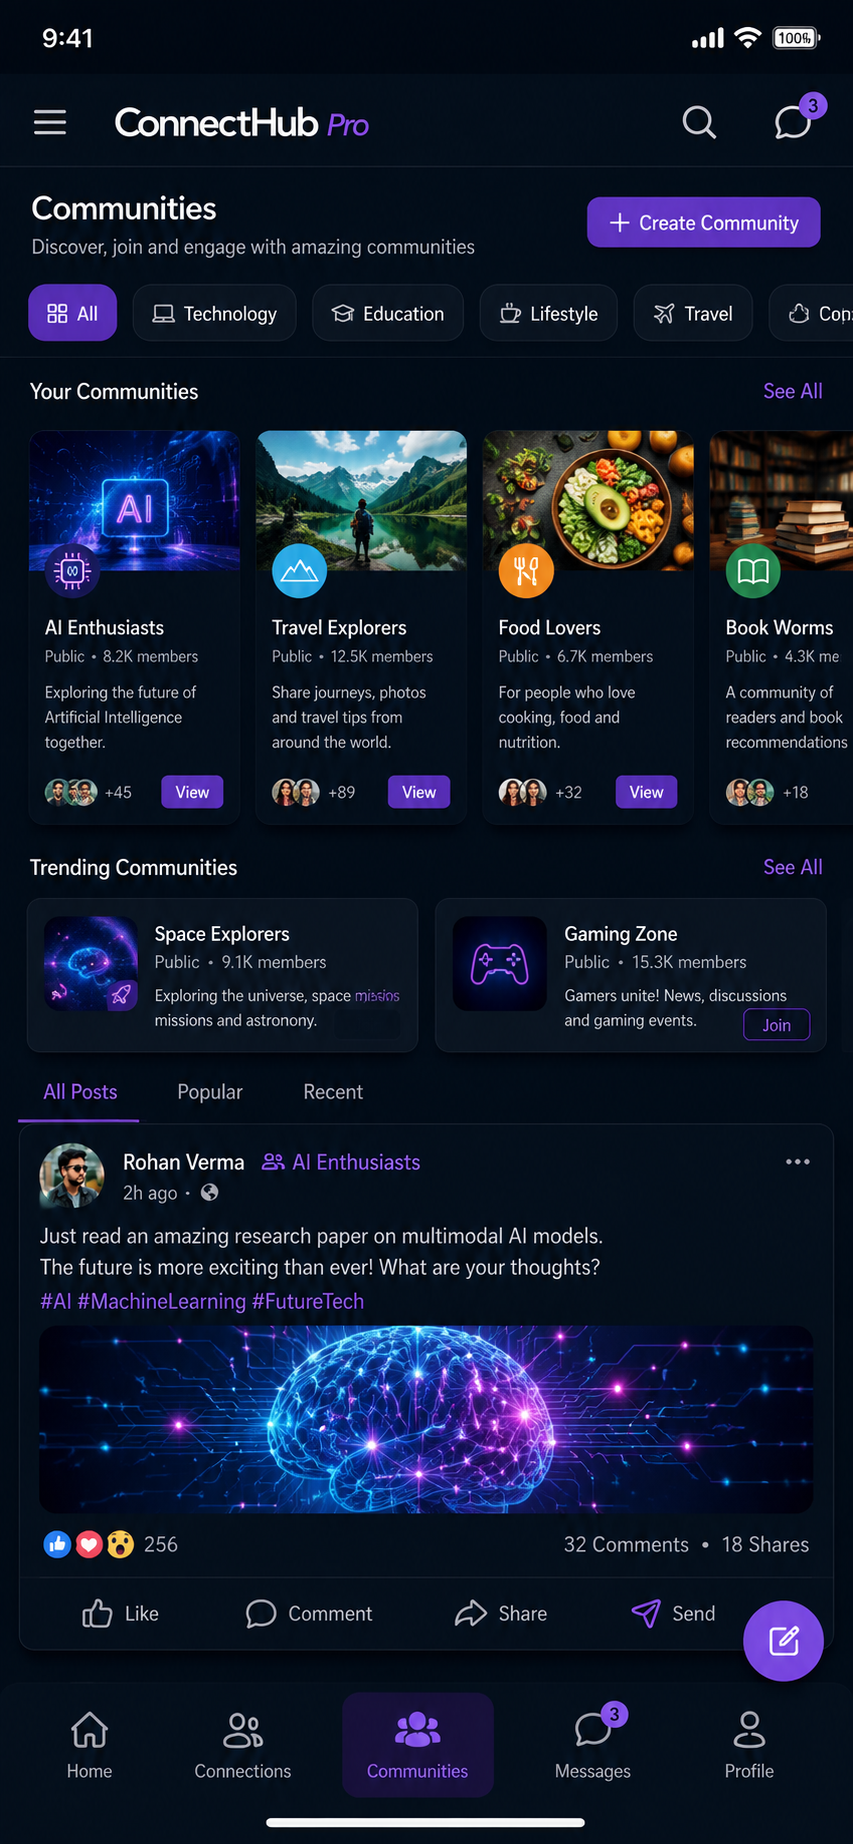 9:41
100%
ConnectHub Pro
3
Communities
Discover, join and engage with amazing communities
Create Community
All
Technology
Education
Lifestyle
Travel
Con
Your Communities
See All
AI
AI Enthusiasts
Public • 8.2K members
Exploring the future of
Artificial Intelligence
together.
+45
View
Travel Explorers
Public • 12.5K members
Share journeys, photos
and travel tips from
around the world.
+89
View
Food Lovers
Public • 6.7K members
For people who love
cooking, food and
nutrition.
+32
View
Book Worms
Public • 4.3K me
A community of
readers and book
recommendations
+18
Trending Communities
See All
Space Explorers
Public • 9.1K members
Exploring the universe, space
missions and astronony.
Gaming Zone
Public • 15.3K members
Gamers unite! News, discussions
and gaming events.
Join
All Posts
Popular
Recent
Rohan Verma
AI Enthusiasts
2h ago •
Just read an amazing research paper on multimodal AI models.
The future is more exciting than ever! What are your thoughts?
#AI #MachineLearning #FutureTech
256
32 Comments • 18 Shares
Like
Comment
Share
Send
Home
Connections
Communities
3
Messages
Profile